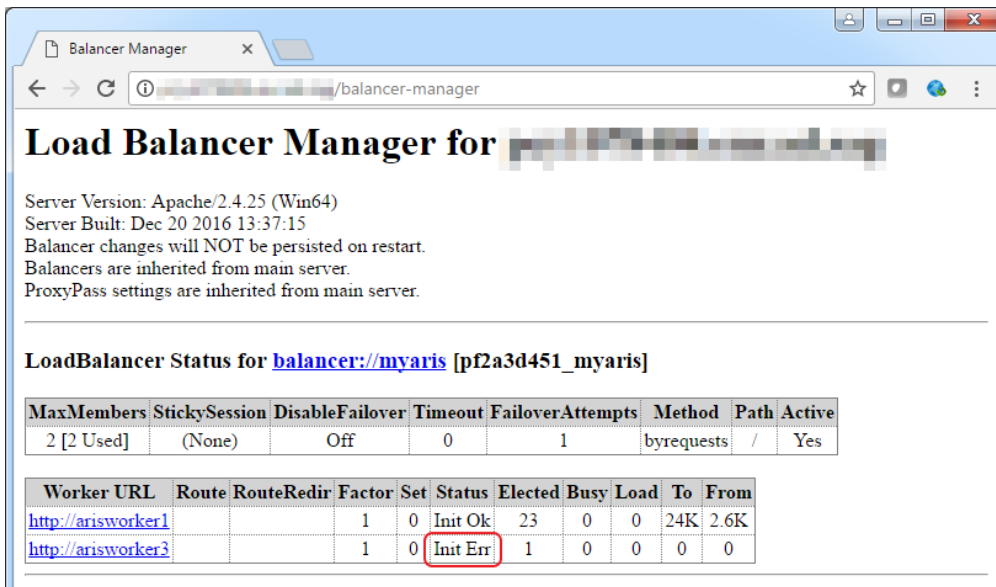 Balancer Manager
/balancer-manager
Load Balancer Manager for
Server Version: Apache/2.4.25 (Win64)
Server Built: Dec 20 2016 13:37:15
Balancer changes will NOT be persisted on restart.
Balancers are inherited from main server.
ProxyPass settings are inherited from main server.
LoadBalancer Status for balancer://myaris [pf2a3d451_myaris]
MaxMembers StickySession DisableFailover Timeout FailoverAttempts Method Path Active
2 [2 Used] (None) Off 0 1 byrequests / Yes
Worker URL Route RouteRedir Factor Set Status Elected Busy Load To From
http://arisworker1 1 0 Init Ok 23 0 0 24K 2.6K
http://arisworker3 1 0 Init Err 1 0 0 0 0